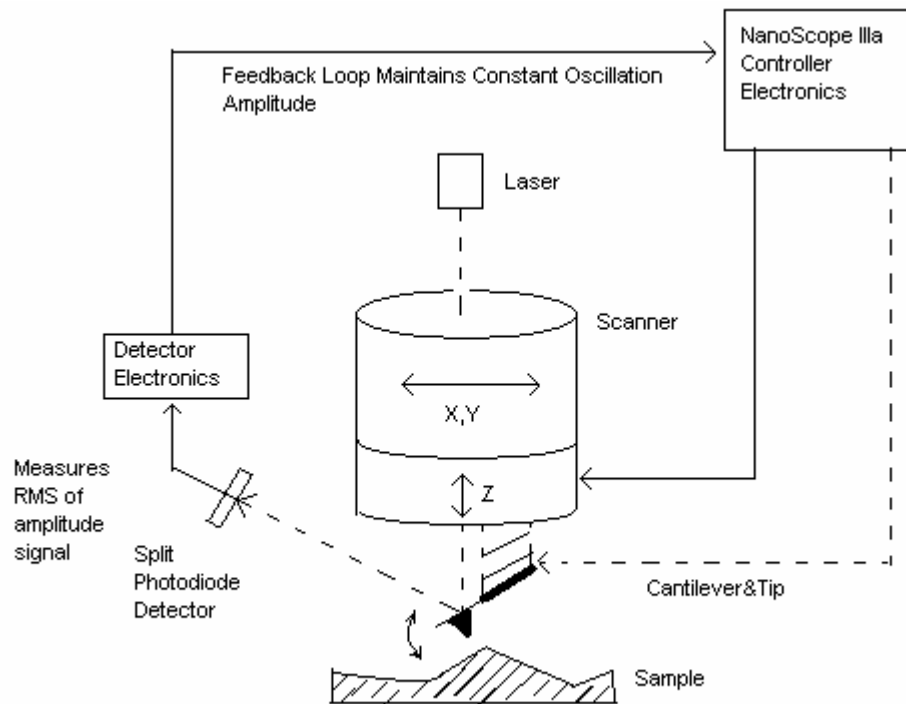 NanoScope IIIa
Controller
Electronics
Feedback Loop Maintains Constant Oscillation
Amplitude
Laser
Scanner
Detector
Electronics
X,Y
Z
Measures
RMS of
amplitude
signal
Split
Photodiode
Detector
Cantilever&Tip
Sample